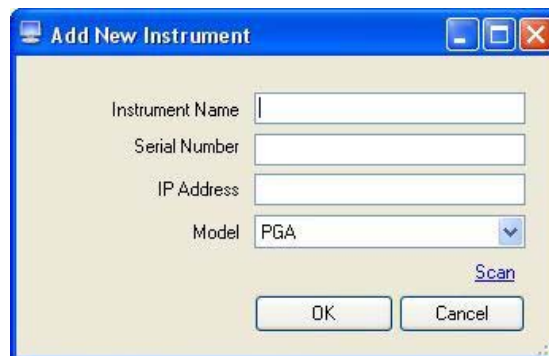 Add New Instrument
Instrument Name
Serial Number
IP Address
Model PGA
Scan
OK Cancel